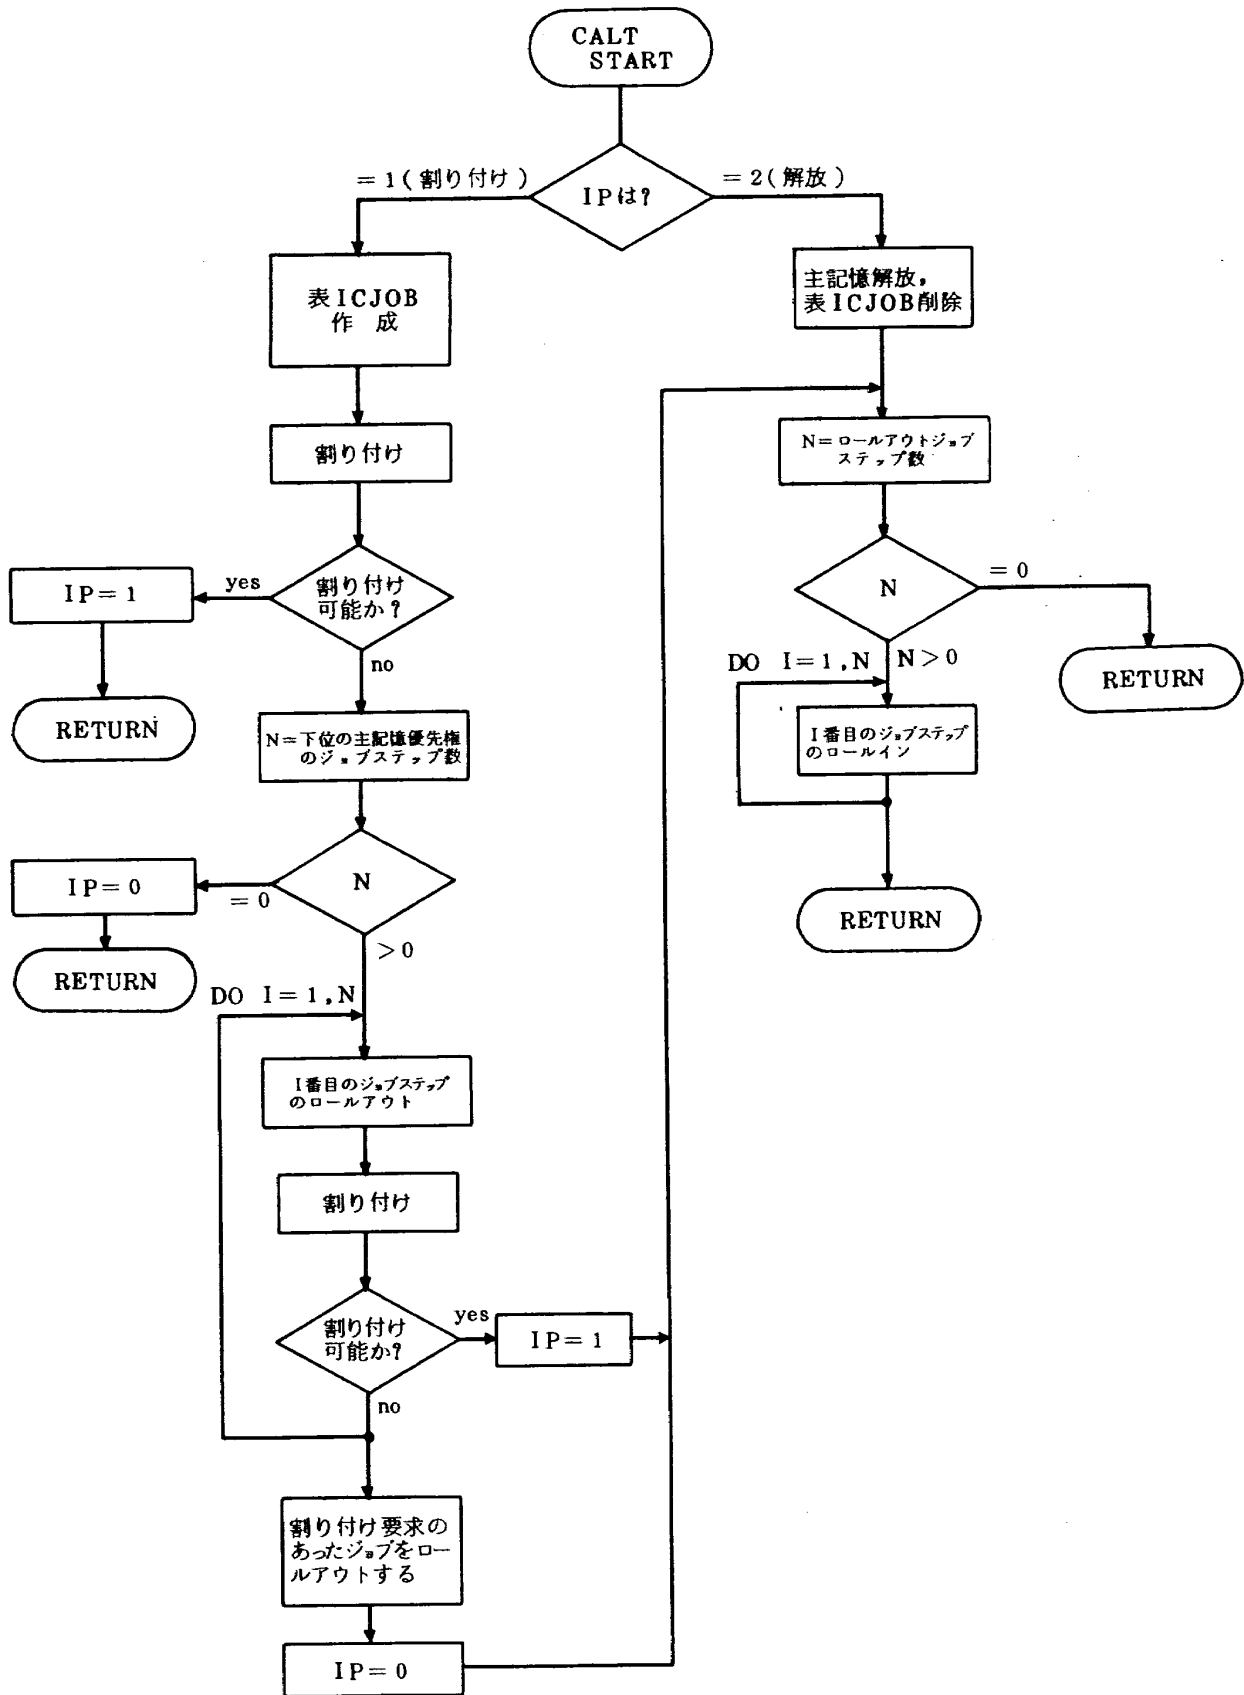 CALT
START
IPは?
=1(割り付け)
=2(解放)
表ICJOB
作 成
割り付け
割り付け
可能か?
yes
IP=1
RETURN
no
N=下位の主記憶優先権
のジョブステップ数
N
=0
IP=0
RETURN
>0
DO I=1,N
I番目のジョブステップ
のロールアウト
割り付け
割り付け
可能か?
yes
IP=1
no
割り付け要求の
あったジョブをロー
ルアウトする
IP=0
主記憶解放,
表ICJOB削除
N=ロールアウトジョブ
ステップ数
N
=0
RETURN
N>0
DO I=1,N
I番目のジョブステップ
のロールイン
RETURN